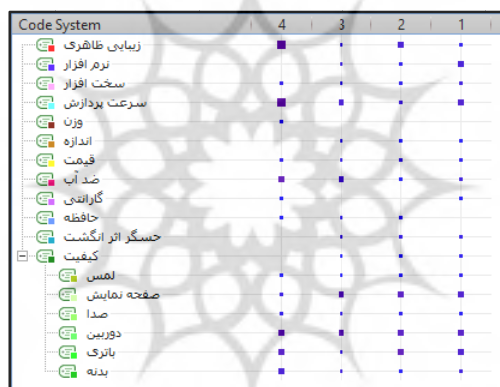 Code System 4 3 2 1
زیبایی ظاهری
نرم افزار
سخت افزار
سرعت پردازش
وزن
اندازه
قیمت
ضد آب
گارانتی
حافظه
حسگر اثر انگشت
کیفیت
لمس
صفحه نمایش
صدا
دوربین
باتری
بدنه